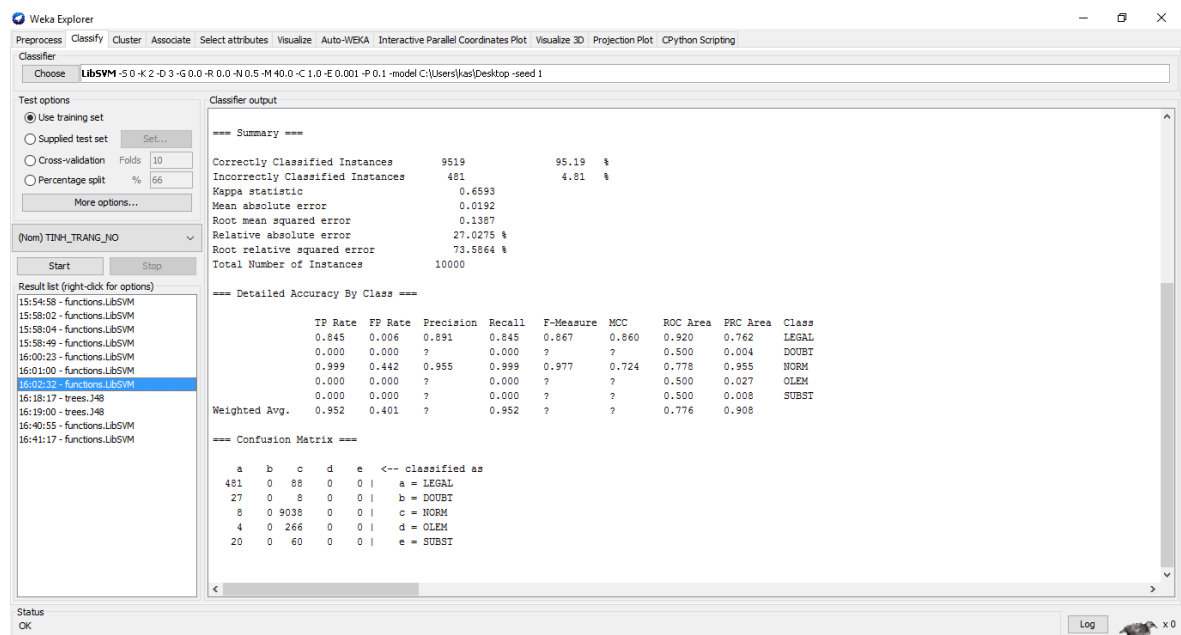 Weka Explorer
Preprocess Classify Cluster Associate Select attributes Visualize Auto-WEKA Interactive Parallel Coordinates Plot Visualize 3D Projection Plot CPython Scripting
Classifier
Choose LibSVM -S 0 -K 2 -D 3 -G 0.0 -R 0.0 -N 0.5 -M 40.0 -C 1.0 -E 0.001 -P 0.1 -model C:\Users\kas\Desktop -seed 1
Test options
Use training set
Supplied test set Set...
Cross-validation Folds 10
Percentage split % 66
More options...
(Nom) TINH_TRANG_NO
Start Stop
Result list (right-click for options)
15:54:58 - functions.LibSVM
15:58:02 - functions.LibSVM
15:58:04 - functions.LibSVM
15:58:49 - functions.LibSVM
16:00:23 - functions.LibSVM
16:01:00 - functions.LibSVM
16:02:32 - functions.LibSVM
16:18:17 - trees.J48
16:19:00 - trees.J48
16:40:55 - functions.LibSVM
16:41:17 - functions.LibSVM
Classifier output
=== Summary ===
Correctly Classified Instances 9519 95.19 %
Incorrectly Classified Instances 481 4.81 %
Kappa statistic 0.6593
Mean absolute error 0.0192
Root mean squared error 0.1387
Relative absolute error 27.0275 %
Root relative squared error 73.5864 %
Total Number of Instances 10000
=== Detailed Accuracy By Class ===
TP Rate FP Rate Precision Recall F-Measure MCC ROC Area PRC Area Class
0.845 0.006 0.891 0.845 0.867 0.860 0.920 0.762 LEGAL
0.000 0.000 ? 0.000 ? ? 0.500 0.004 DOUBT
0.999 0.442 0.955 0.999 0.977 0.724 0.778 0.955 NORM
0.000 0.000 ? 0.000 ? ? 0.500 0.027 OLEM
0.000 0.000 ? 0.000 ? ? 0.500 0.008 SUBST
Weighted Avg. 0.952 0.401 ? 0.952 ? ? 0.776 0.908
=== Confusion Matrix ===
a b c d e <-- classified as
481 0 88 0 0 | a = LEGAL
27 0 8 0 0 | b = DOUBT
8 0 9038 0 0 | c = NORM
4 0 266 0 0 | d = OLEM
20 0 60 0 0 | e = SUBST
Status
OK
Log x 0